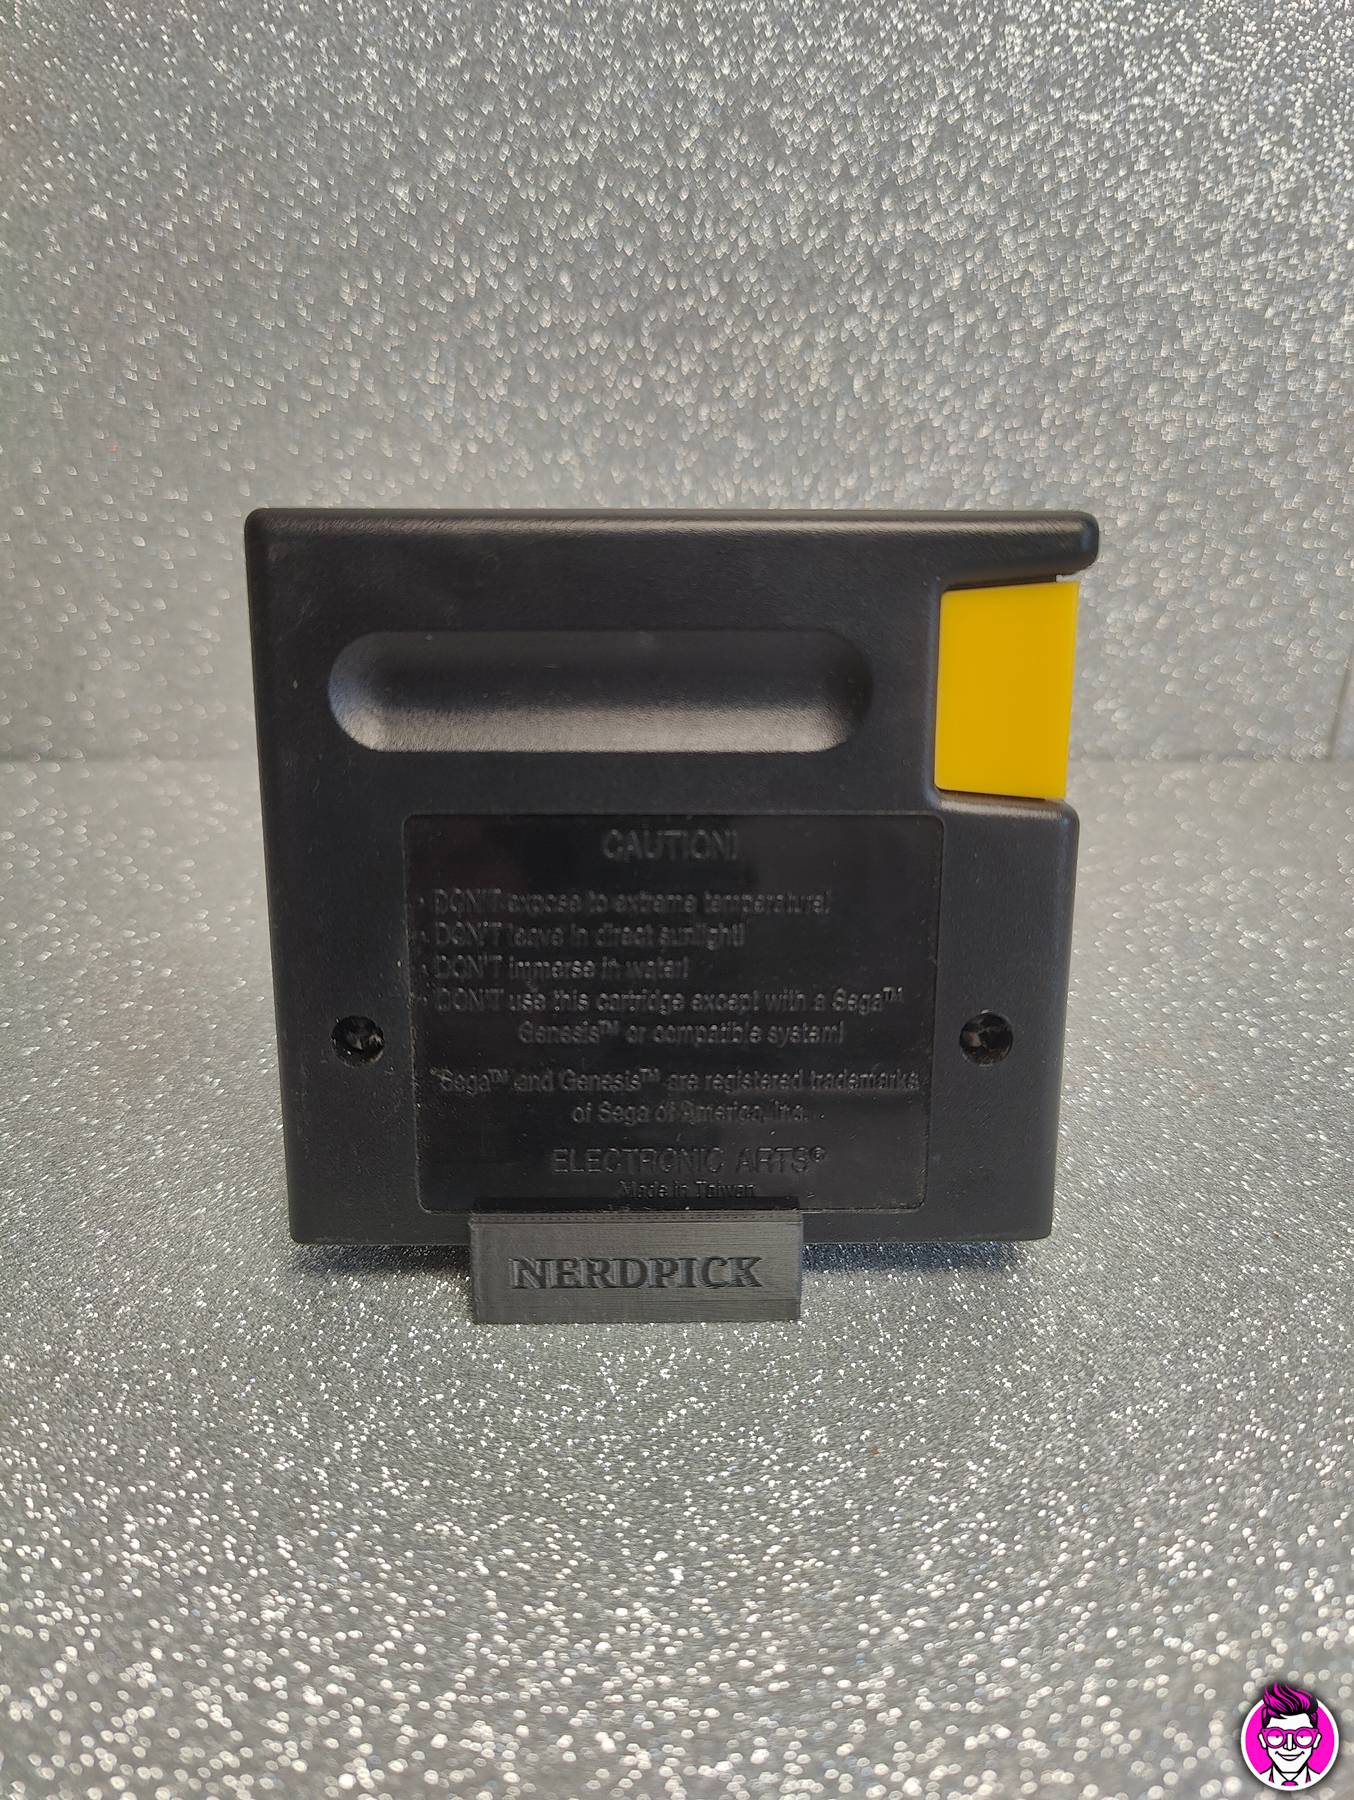 CAUTION!
· DON'T expose to extreme temperature!
· DON'T leave in direct sunlight!
· DON'T immerse in water!
· DON'T use this cartridge except with a Sega™
Genesis™ or compatible system!
"Sega™ and Genesis™ are registered trademarks
of Sega of America, Inc.
ELECTRONIC ARTS®
Made in Taiwan
NERDPICK